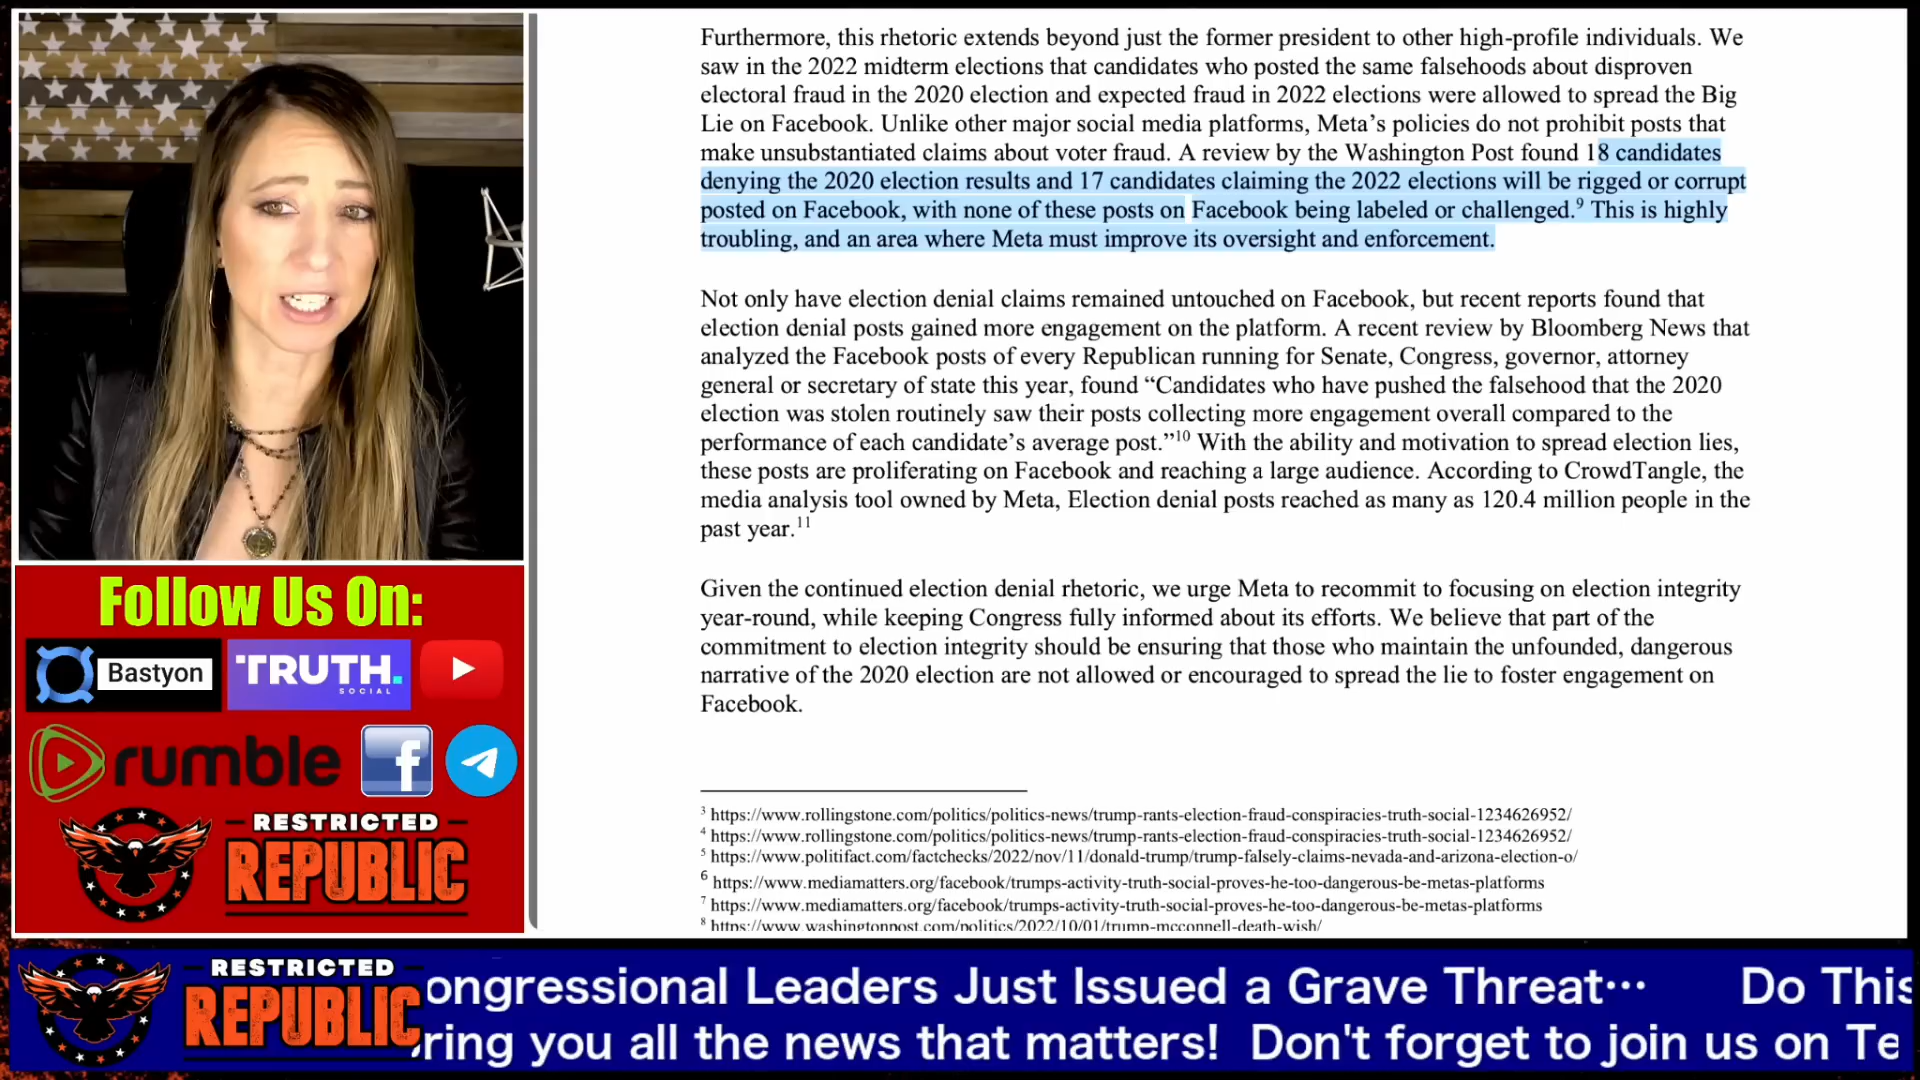 Furthermore, this rhetoric extends beyond just the former president to other high-profile individuals. We
saw in the 2022 midterm elections that candidates who posted the same falsehoods about disproven
electoral fraud in the 2020 election and expected fraud in 2022 elections were allowed to spread the Big
Lie on Facebook. Unlike other major social media platforms, Meta’s policies do not prohibit posts that
make unsubstantiated claims about voter fraud. A review by the Washington Post found 18 candidates
denying the 2020 election results and 17 candidates claiming the 2022 elections will be rigged or corrupt
posted on Facebook, with none of these posts on Facebook being labeled or challenged.9 This is highly
troubling, and an area where Meta must improve its oversight and enforcement.
Not only have election denial claims remained untouched on Facebook, but recent reports found that
election denial posts gained more engagement on the platform. A recent review by Bloomberg News that
analyzed the Facebook posts of every Republican running for Senate, Congress, governor, attorney
general or secretary of state this year, found “Candidates who have pushed the falsehood that the 2020
election was stolen routinely saw their posts collecting more engagement overall compared to the
performance of each candidate’s average post.”10 With the ability and motivation to spread election lies,
these posts are proliferating on Facebook and reaching a large audience. According to CrowdTangle, the
media analysis tool owned by Meta, Election denial posts reached as many as 120.4 million people in the
past year.11
Given the continued election denial rhetoric, we urge Meta to recommit to focusing on election integrity
year-round, while keeping Congress fully informed about its efforts. We believe that part of the
commitment to election integrity should be ensuring that those who maintain the unfounded, dangerous
narrative of the 2020 election are not allowed or encouraged to spread the lie to foster engagement on
Facebook.
3 https://www.rollingstone.com/politics/politics-news/trump-rants-election-fraud-conspiracies-truth-social-1234626952/
4 https://www.rollingstone.com/politics/politics-news/trump-rants-election-fraud-conspiracies-truth-social-1234626952/
5 https://www.politifact.com/factchecks/2022/nov/11/donald-trump/trump-falsely-claims-nevada-and-arizona-election-o/
6 https://www.mediamatters.org/facebook/trumps-activity-truth-social-proves-he-too-dangerous-be-metas-platforms
7 https://www.mediamatters.org/facebook/trumps-activity-truth-social-proves-he-too-dangerous-be-metas-platforms
8 https://www.washingtonpost.com/politics/2022/10/01/trump-mcconnell-death-wish/
Follow Us On:
Bastyon
TRUTH.
SOCIAL
rumble
f
RESTRICTED
REPUBLIC
RESTRICTED
REPUBLIC
ongressional Leaders Just Issued a Grave Threat… Do This
ring you all the news that matters! Don't forget to join us on Te